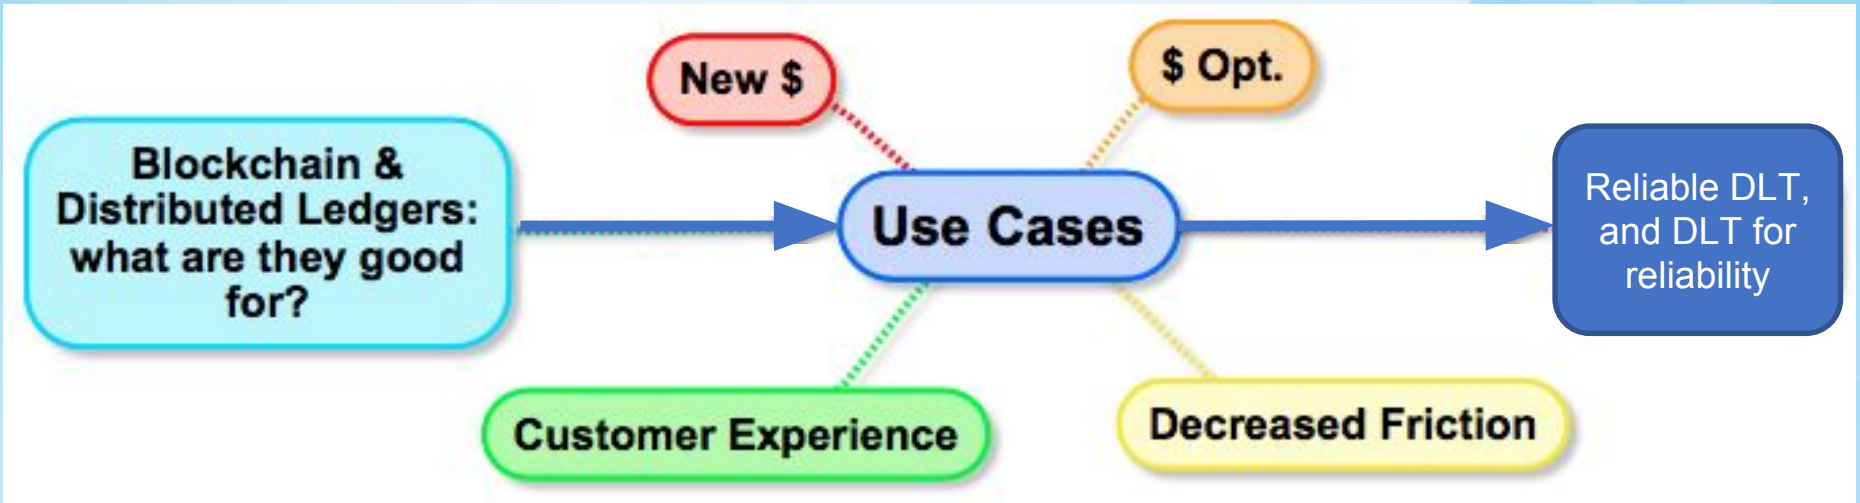 New $
$ Opt.
Blockchain &
Distributed Ledgers:
what are they good
for?
Use Cases
Reliable DLT,
and DLT for
reliability
Customer Experience
Decreased Friction